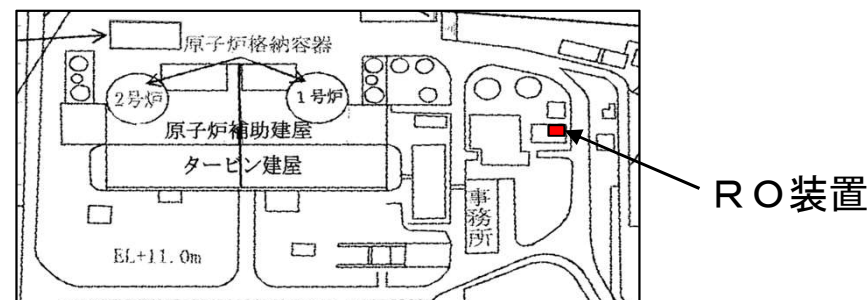 原子炉格納容器
2号炉
1号炉
原子炉補助建屋
タービン建屋
RO装置
事務所
EL+11.0m